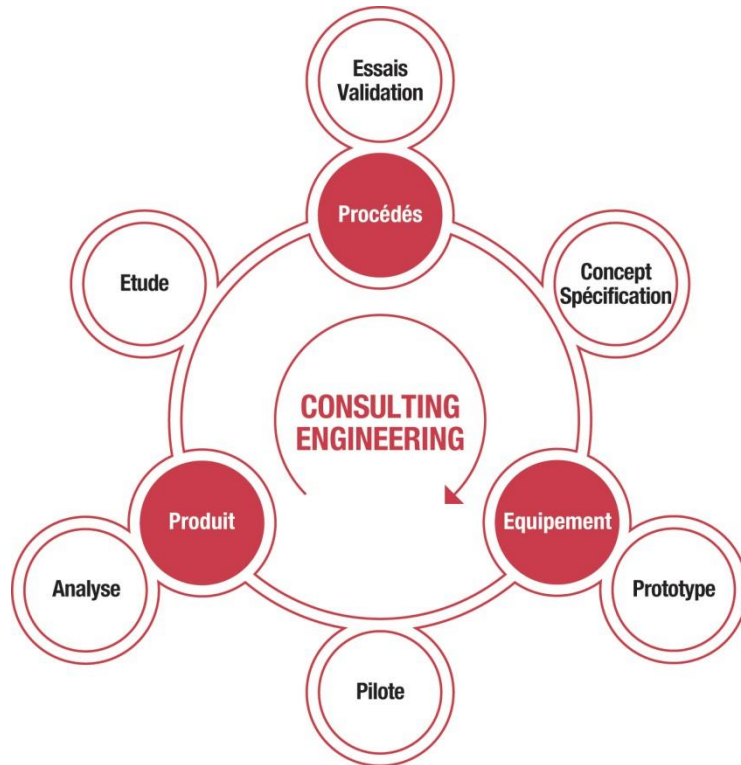 Essais
Validation
Procédés
Etude
Concept
Spécification
CONSULTING
ENGINEERING
Produit
Equipement
Analyse
Prototype
Pilote